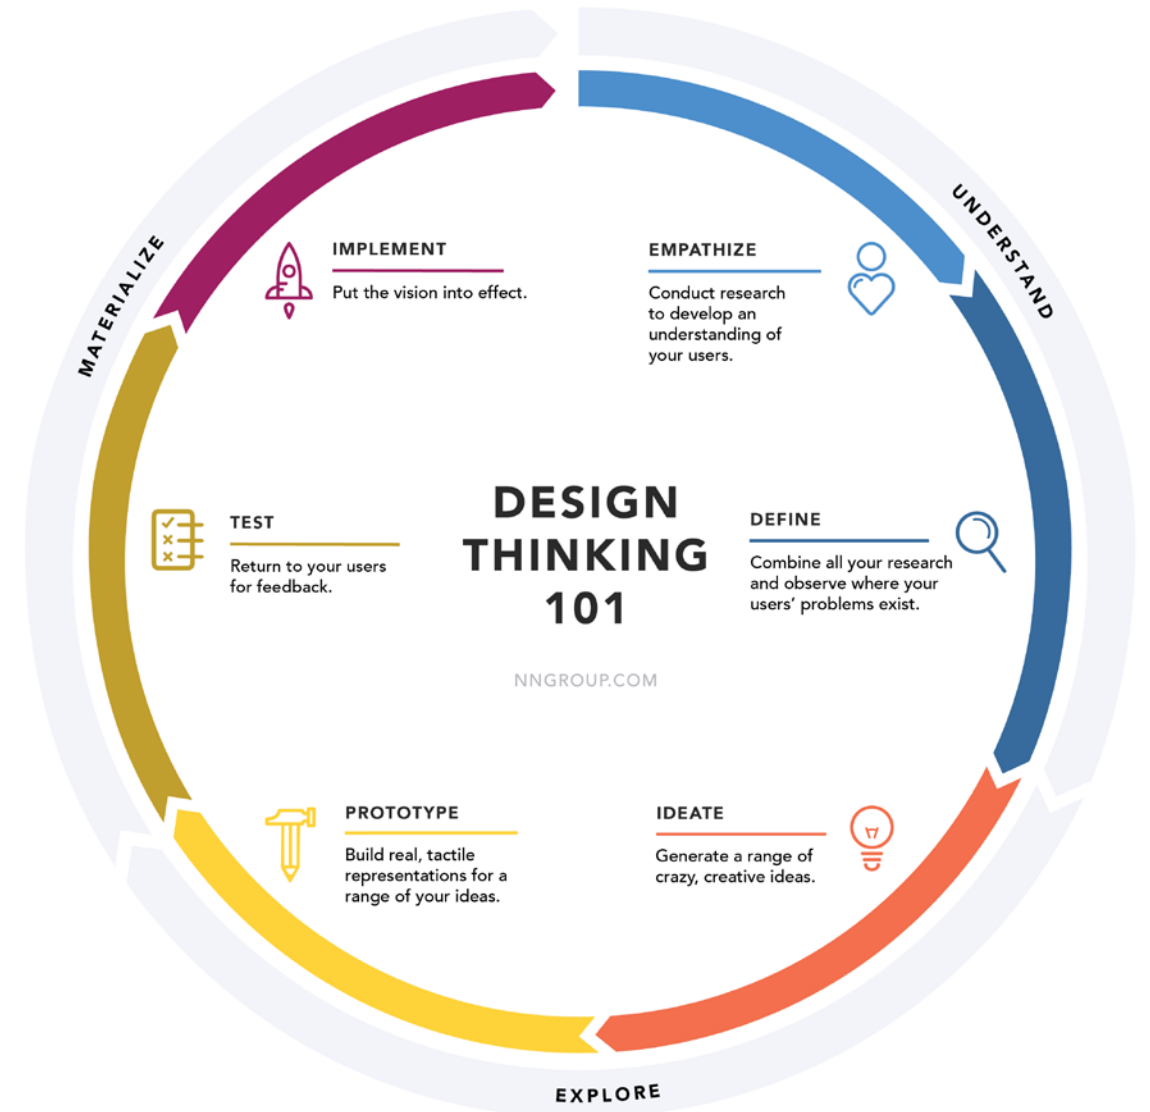 UNDERSTAND
EMPATHIZE
Conduct research
to develop an
understanding of
your users.
DEFINE
Combine all your research
and observe where your
users’ problems exist.
EXPLORE
IDEATE
Generate a range of
crazy, creative ideas.
PROTOTYPE
Build real, tactile
representations for a
range of your ideas.
MATERIALIZE
TEST
Return to your users
for feedback.
IMPLEMENT
Put the vision into effect.
DESIGN
THINKING
101
NNGROUP.COM